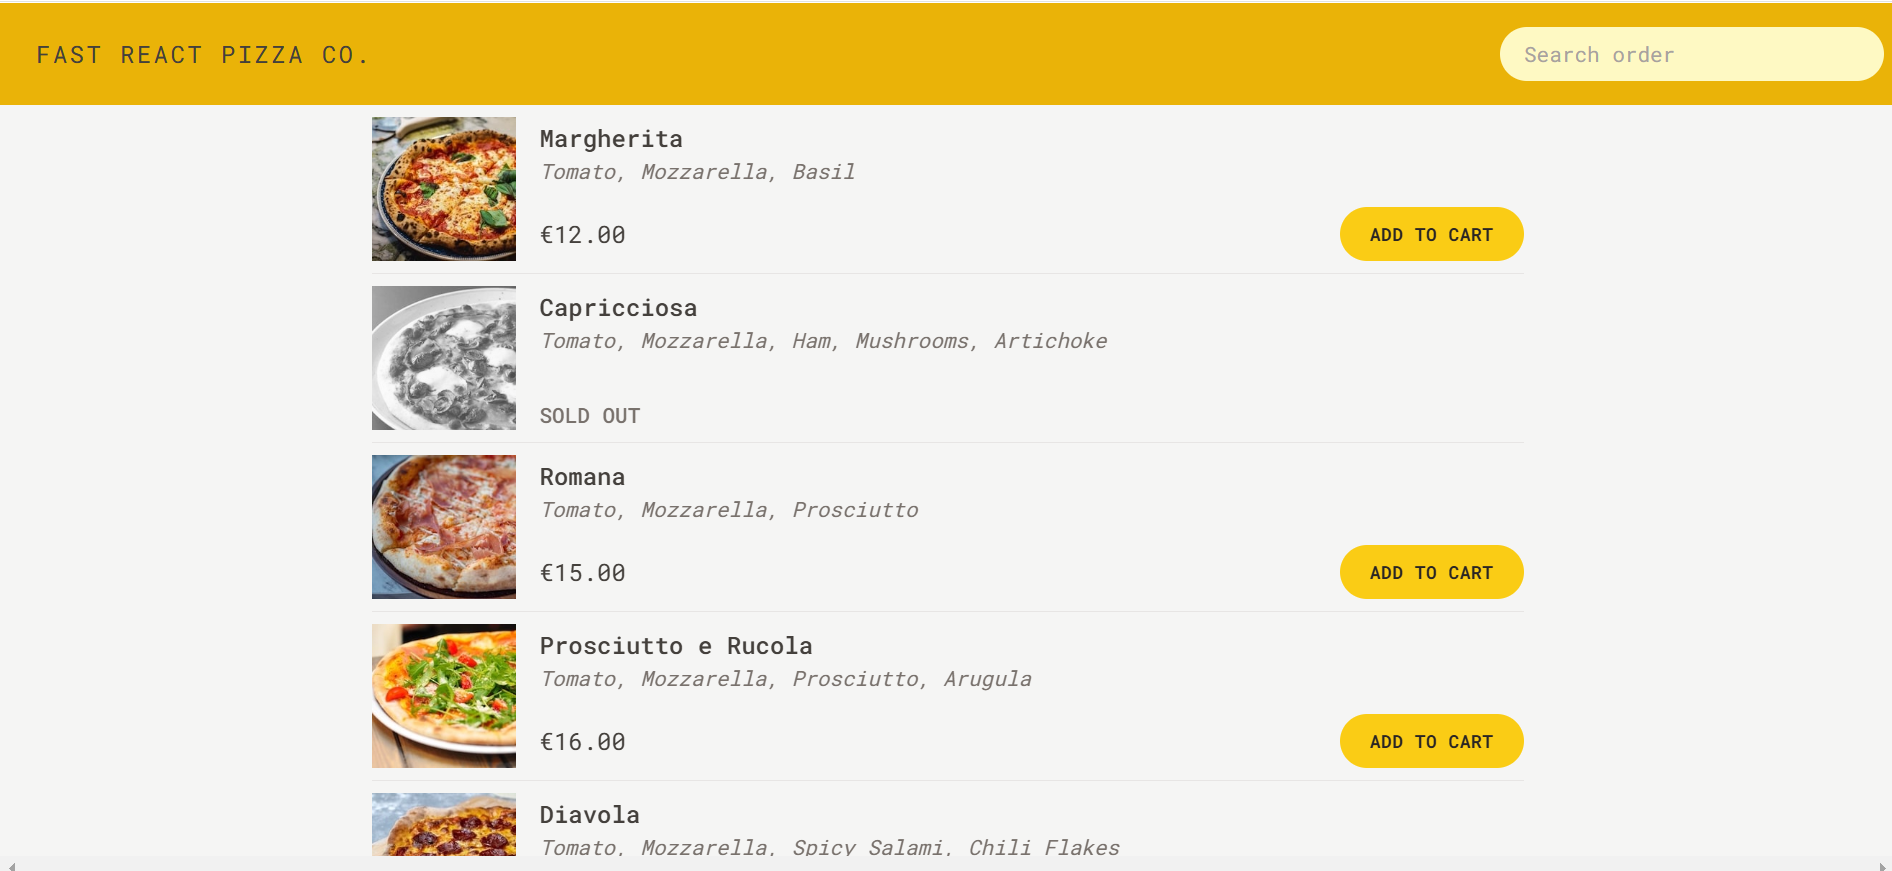 FAST REACT PIZZA CO.
Search order
Margherita
Tomato, Mozzarella, Basil
€12.00
ADD TO CART
Capricciosa
Tomato, Mozzarella, Ham, Mushrooms, Artichoke
SOLD OUT
Romana
Tomato, Mozzarella, Prosciutto
€15.00
ADD TO CART
Prosciutto e Rucola
Tomato, Mozzarella, Prosciutto, Arugula
€16.00
ADD TO CART
Diavola
Tomato, Mozzarella, Spicy Salami, Chili Flakes